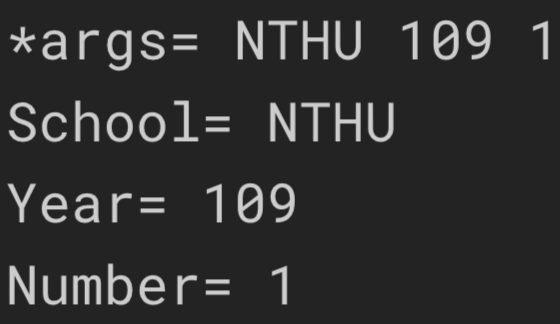 *args= NTHU 109 1
School= NTHU
Year= 109
Number= 1